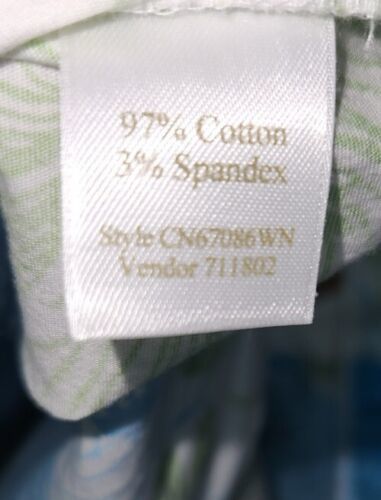 97% Cotton
3% Spandex
Style CN67086WN
Vendor 711802